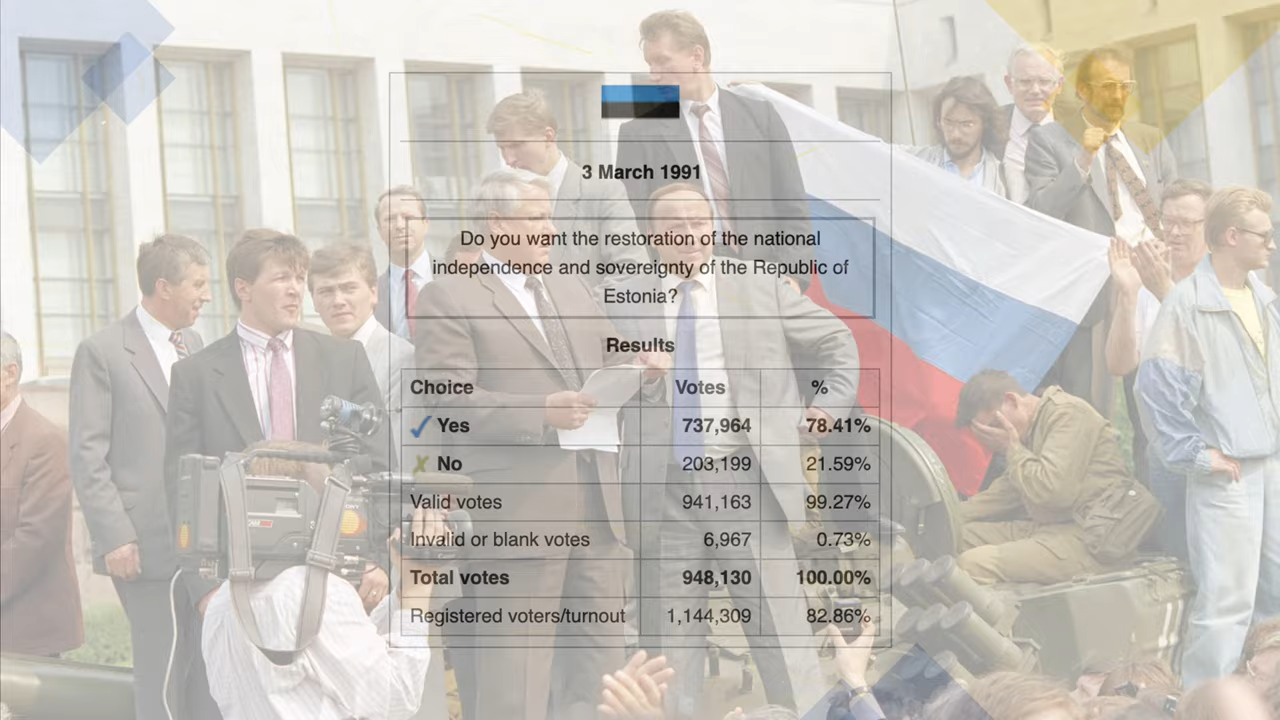 3 March 1991
Do you want the restoration of the national
independence and sovereignty of the Republic of
Estonia?
Results
Choice Votes %
Yes 737,964 78.41%
No 203,199 21.59%
Valid votes 941,163 99.27%
Invalid or blank votes 6,967 0.73%
Total votes 948,130 100.00%
Registered voters/turnout 1,144,309 82.86%